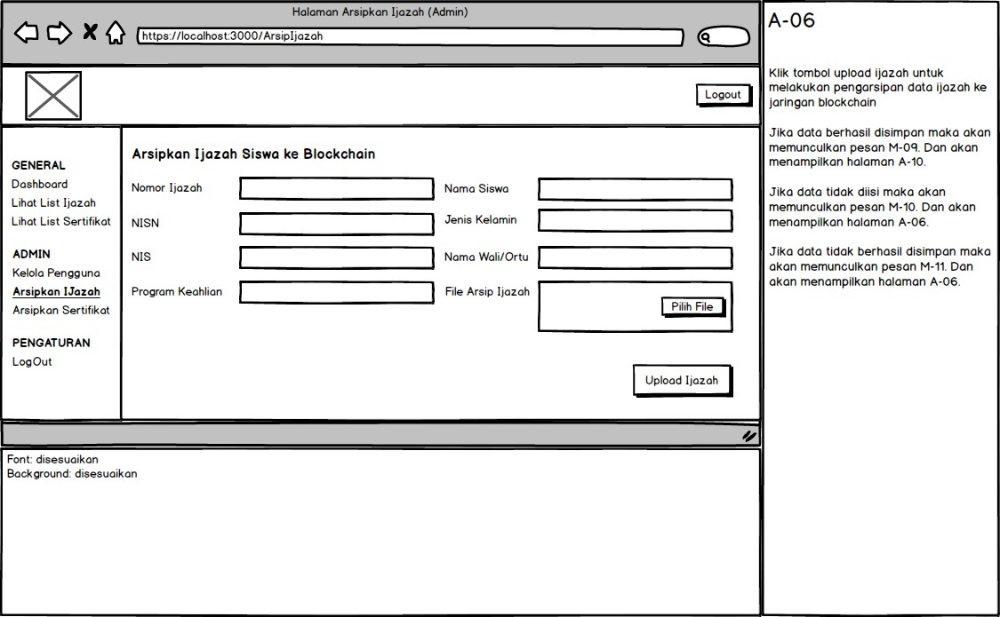 Halaman Arsipkan Ijazah (Admin)
https://localhost:3000/ArsipIjazah
Logout
GENERAL
Dashboard
Lihat List Ijazah
Lihat List Sertifikat
ADMIN
Kelola Pengguna
Arsipkan IJazah
Arsipkan Sertifikat
PENGATURAN
LogOut
Arsipkan Ijazah Siswa ke Blockchain
Nomor Ijazah
Nama Siswa
NISN
Jenis Kelamin
NIS
Nama Wali/Ortu
Program Keahlian
File Arsip Ijazah
Pilih File
Upload Ijazah
Font: disesuaikan
Background: disesuaikan
A-06
Klik tombol upload ijazah untuk
melakukan pengarsipan data ijazah ke
jaringan blockchain
Jika data berhasil disimpan maka akan
memunculkan pesan M-09. Dan akan
menampilkan halaman A-10.
Jika data tidak diisi maka akan
memunculkan pesan M-10. Dan akan
menampilkan halaman A-06.
Jika data tidak berhasil disimpan maka
akan memunculkan pesan M-11. Dan
akan menampilkan halaman A-06.